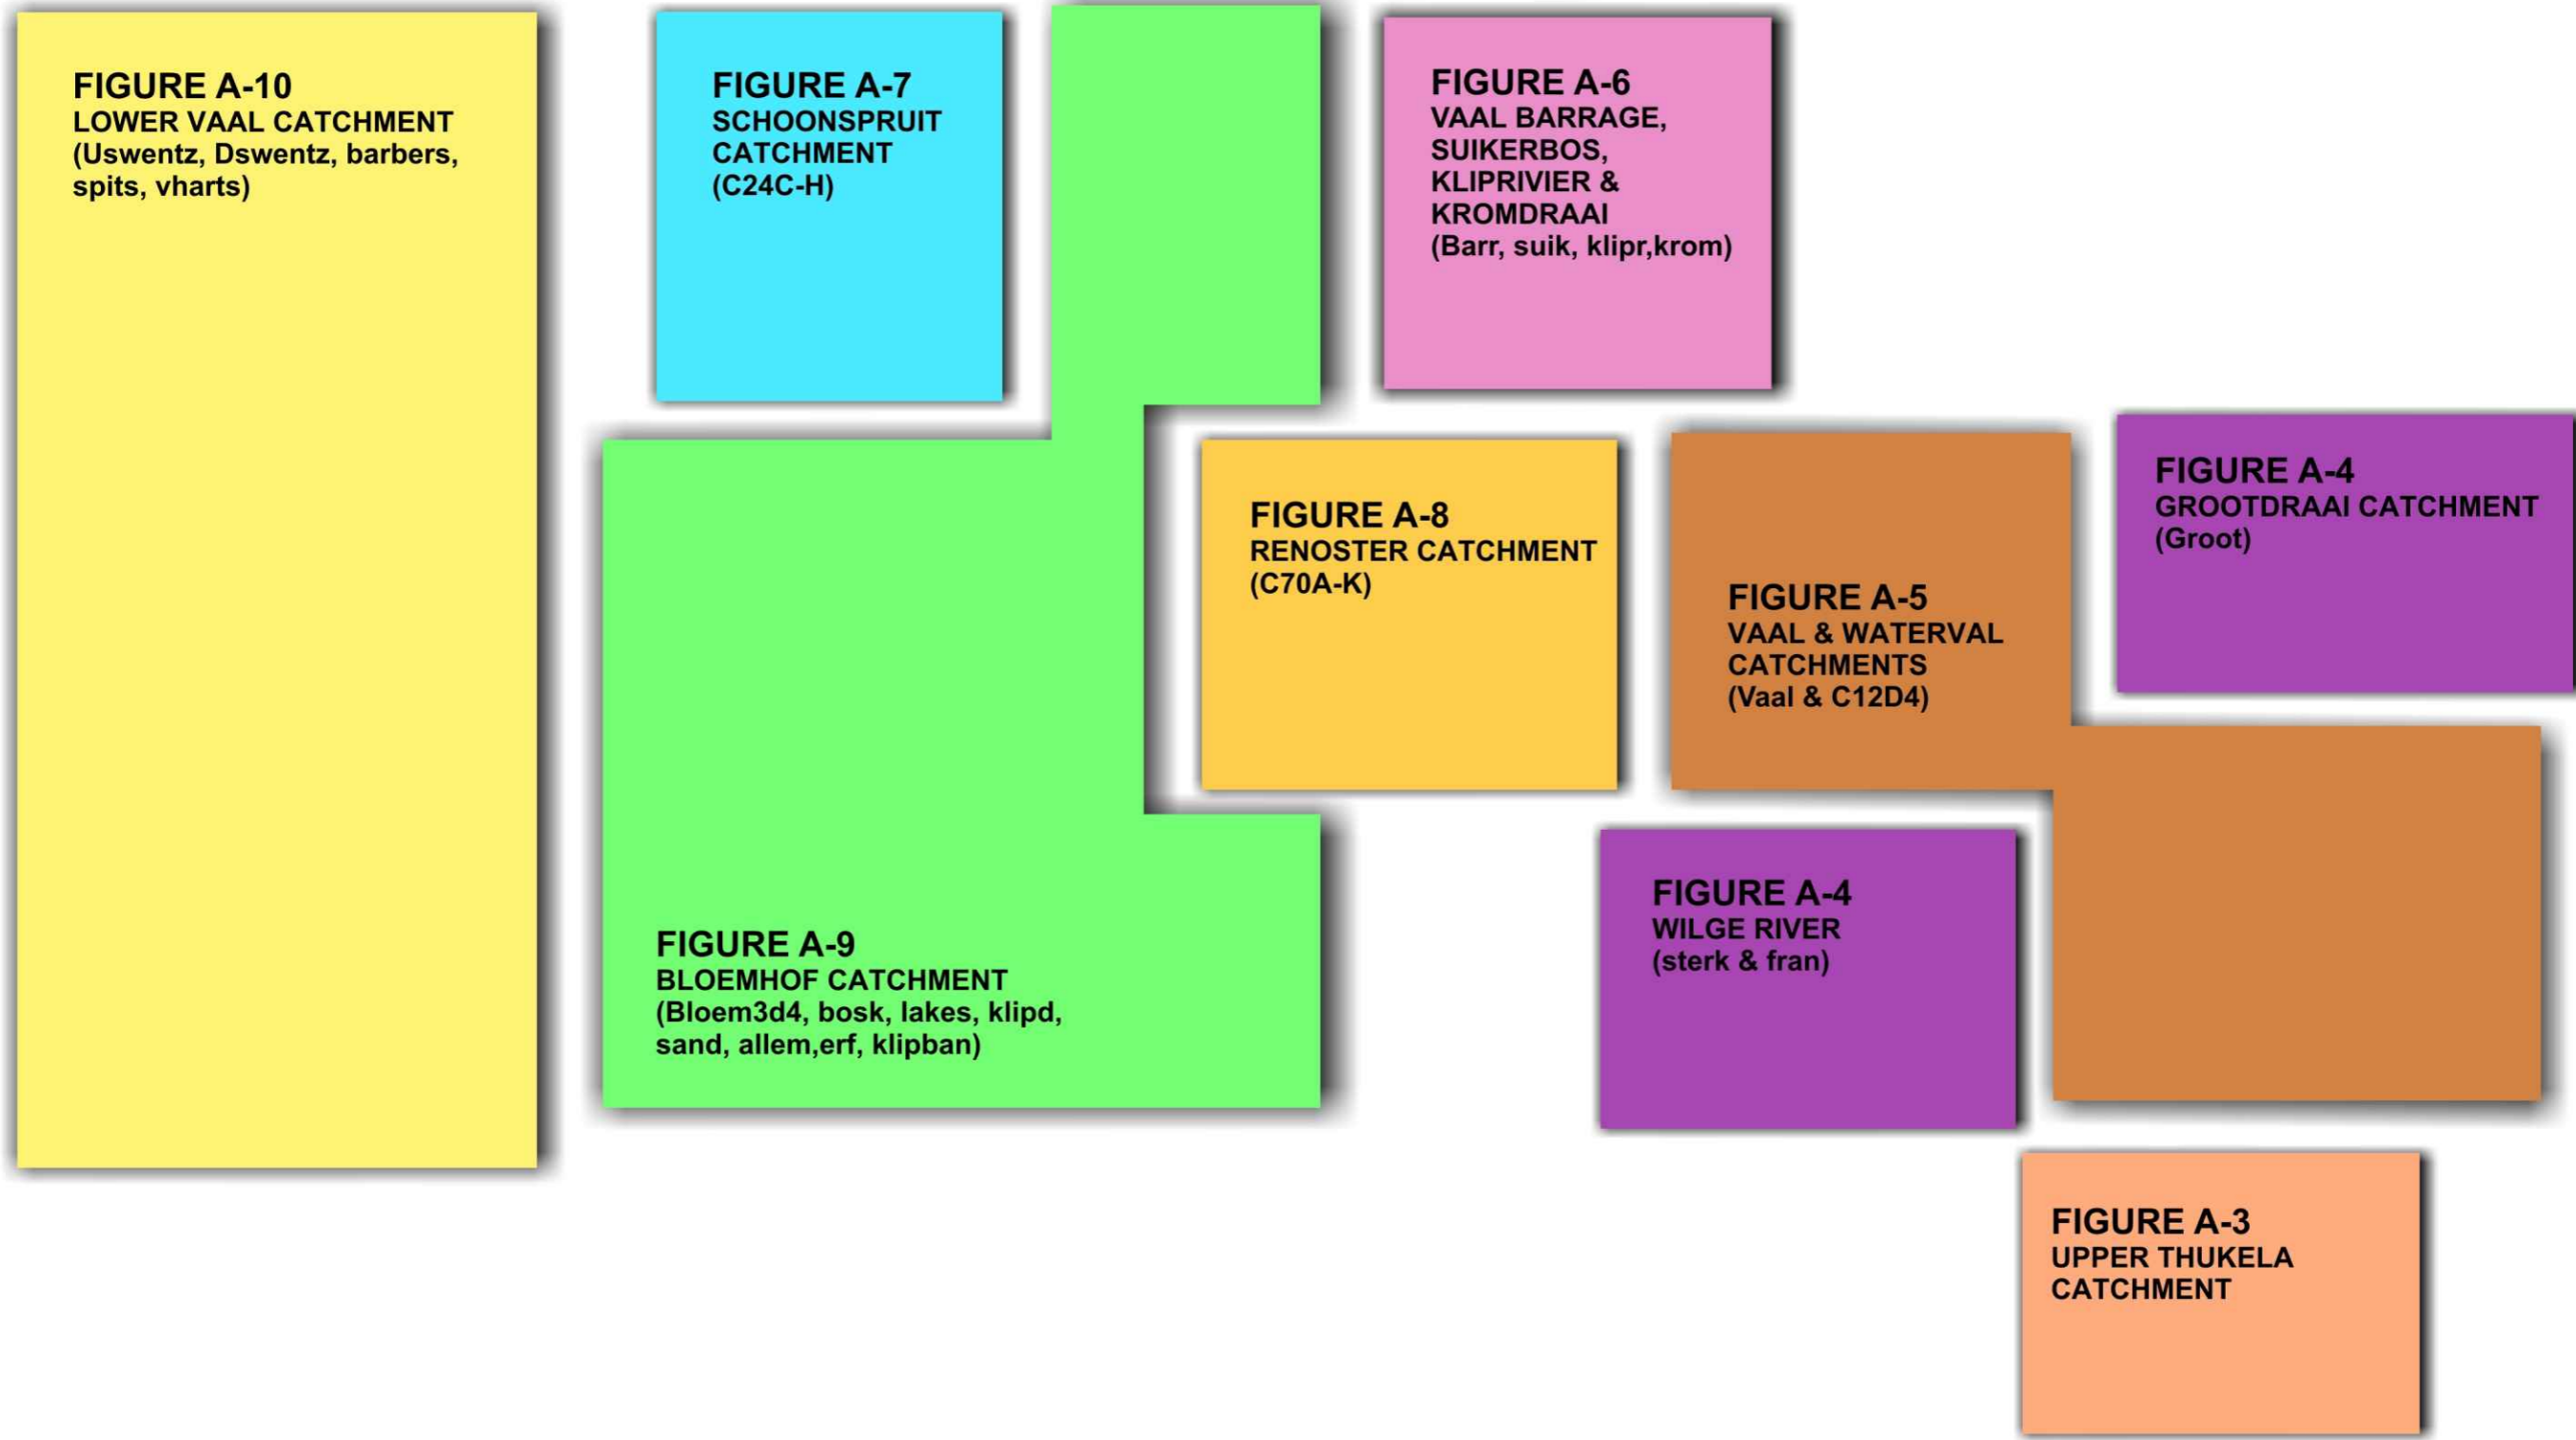 FIGURE A-10
LOWER VAAL CATCHMENT
(Uswentz, Dswentz, barbers,
spits, vharts)
FIGURE A-7
SCHOONSPRUIT
CATCHMENT
(C24C-H)
FIGURE A-6
VAAL BARRAGE,
SUIKERBOS,
KLIPRIVIER &
KROMDRAAI
(Barr, suik, klipr,krom)
FIGURE A-8
RENOSTER CATCHMENT
(C70A-K)
FIGURE A-5
VAAL & WATERVAL
CATCHMENTS
(Vaal & C12D4)
FIGURE A-4
GROOTDRAAI CATCHMENT
(Groot)
FIGURE A-9
BLOEMHOF CATCHMENT
(Bloem3d4, bosk, lakes, klipd,
sand, allem,erf, klipban)
FIGURE A-4
WILGE RIVER
(sterk & fran)
FIGURE A-3
UPPER THUKELA
CATCHMENT